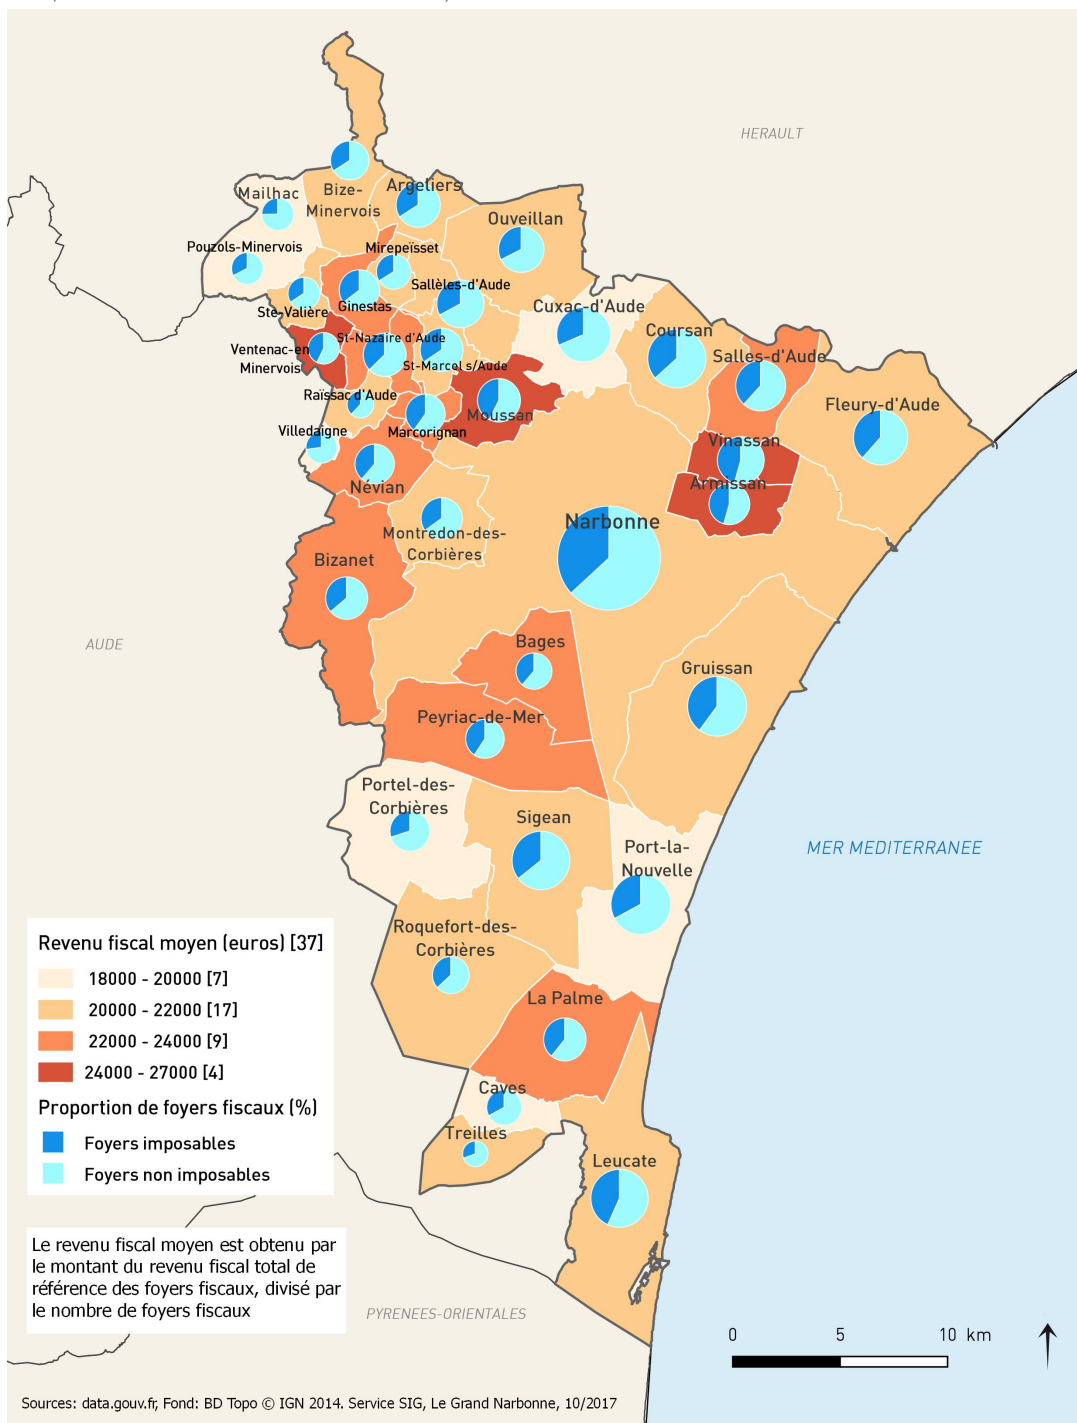 HERAULT
Mailhac
Bize-
Minervois
Argeliers
Ouveillan
Pouzols-Minervois
Mirepeïsset
Sallèles-d'Aude
Ste-Valière
Ginestas
Cuxac-d'Aude
Coursan
Salles-d'Aude
Ventenac-en
Minervois
St-Nazaire d'Aude
St-Marcel s/Aude
Raïssac d'Aude
Moussan
Fleury-d'Aude
Villedaigne
Marcorignan
Vinassan
Névian
Armissan
Narbonne
Montredon-des-
Corbières
Bizanet
AUDE
Bages
Gruissan
Peyriac-de-Mer
Portel-des-
Corbières
Sigean
Port-la-
Nouvelle
MER MEDITERRANEE
Roquefort-des-
Corbières
La Palme
Caves
Treilles
Leucate
Revenu fiscal moyen (euros) [37]
18000 - 20000 [7]
20000 - 22000 [17]
22000 - 24000 [9]
24000 - 27000 [4]
Proportion de foyers fiscaux (%)
Foyers imposables
Foyers non imposables
Le revenu fiscal moyen est obtenu par
le montant du revenu fiscal total de
référence des foyers fiscaux, divisé par
le nombre de foyers fiscaux
PYRENEES-ORIENTALES
0 5 10 km
Sources: data.gouv.fr, Fond: BD Topo © IGN 2014. Service SIG, Le Grand Narbonne, 10/2017